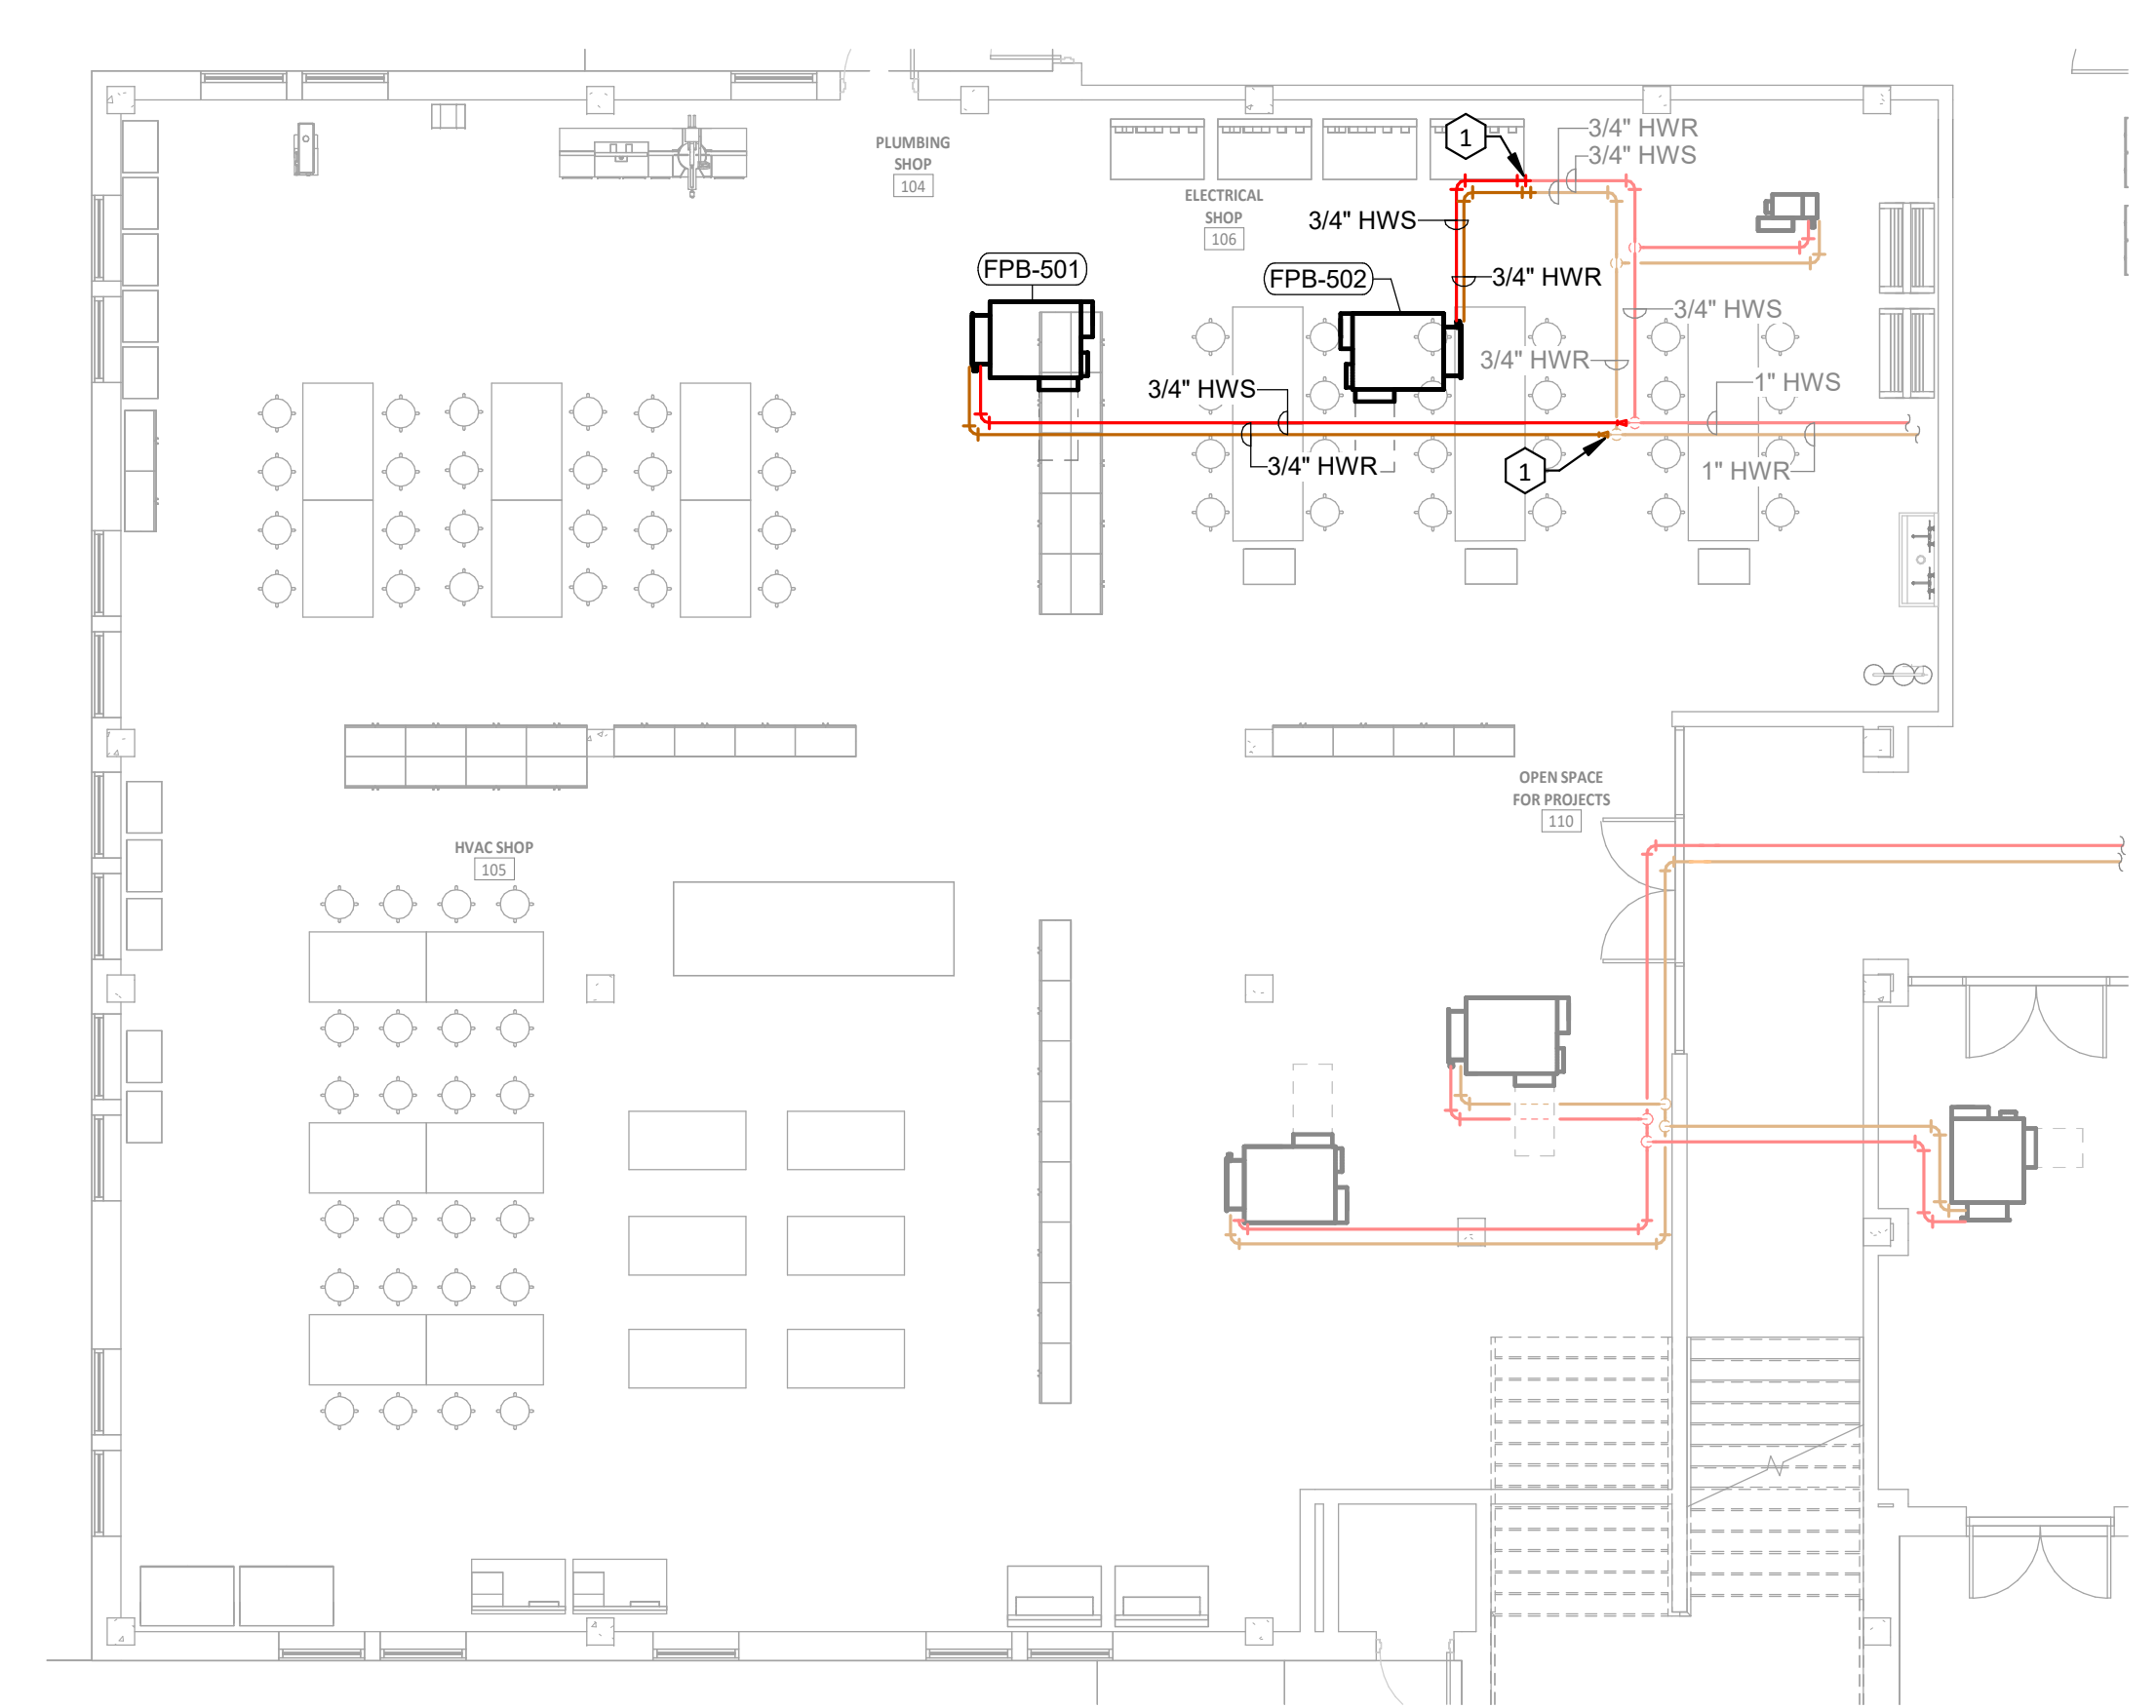 3/4" HWR
1
3/4" HWS
PLUMBING
SHOP
104
ELECTRICAL
SHOP
106
3/4" HWS
FPB-501
FPB-502
3/4" HWR
3/4" HWS
3/4" HWR
3/4" HWS
1" HWS
3/4" HWR
1
1" HWR
OPEN SPACE
FOR PROJECTS
110
HVAC SHOP
105